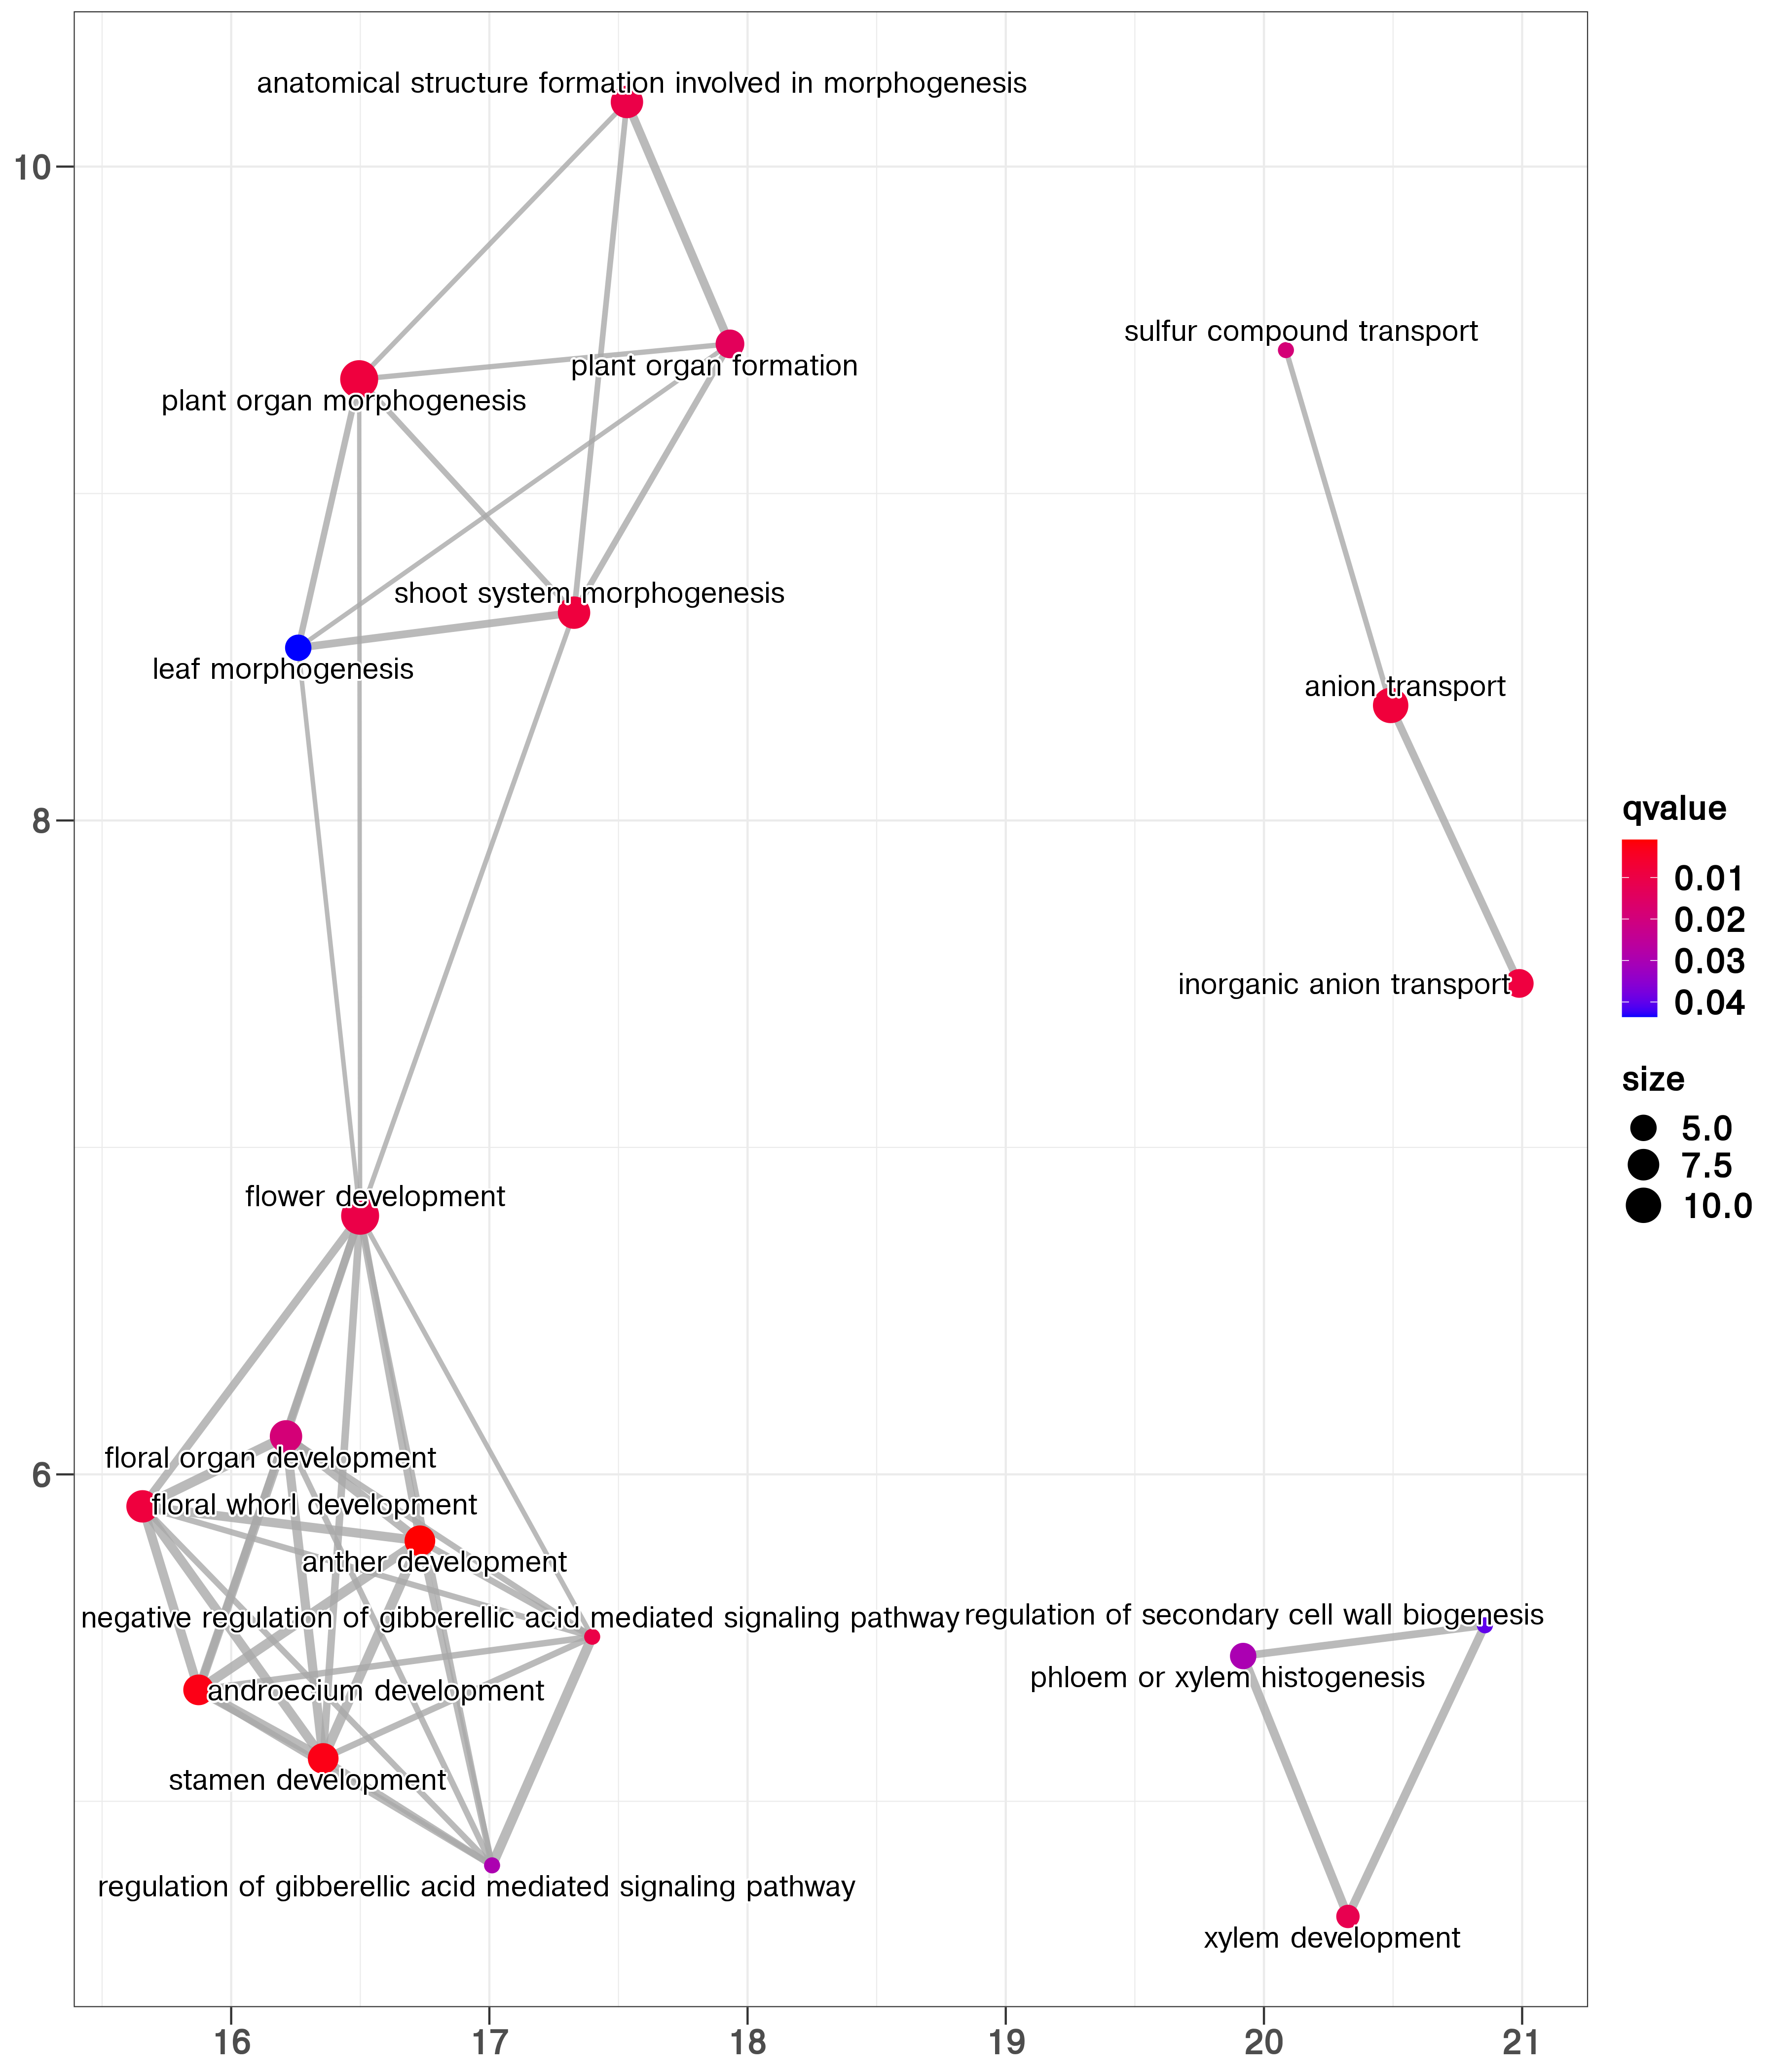 anatomical structure formation involved in morphogenesis
10
sulfur compound transport
plant organ formation
plant organ morphogenesis
shoot system morphogenesis
leaf morphogenesis
anion transport
8
inorganic anion transport
flower development
floral organ development
6
floral whorl development
anther development
negative regulation of gibberellic acid mediated signaling pathway
regulation of secondary cell wall biogenesis
phloem or xylem histogenesis
androecium development
stamen development
regulation of gibberellic acid mediated signaling pathway
xylem development
16 17 18 19 20 21
qvalue
0.01
0.02
0.03
0.04
size
5.0
7.5
10.0